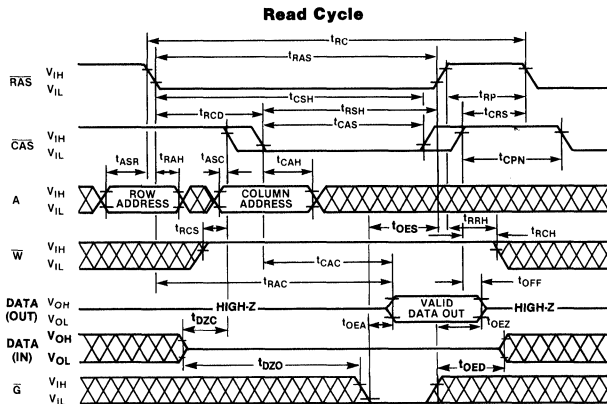 Read Cycle
tRC
tRAS
RAS VIH
VIL
tCSH tRP
tRCD tRSH tCRS
CAS VIH
VIL
tCAS
tCPN
tASR tRAH tASC tCAH
A VIH
VIL
ROW ADDRESS
COLUMN ADDRESS
tRCS tOES tRRH tRCH
W VIH
VIL
tCAC
tRAC tOFF
DATA (OUT) VOH
VOL
HIGH-Z
VALID DATA OUT
HIGH-Z
tDZC tOEA tOEZ
DATA (IN) VOH
VOL
tDZO tOED
G VIH
VIL